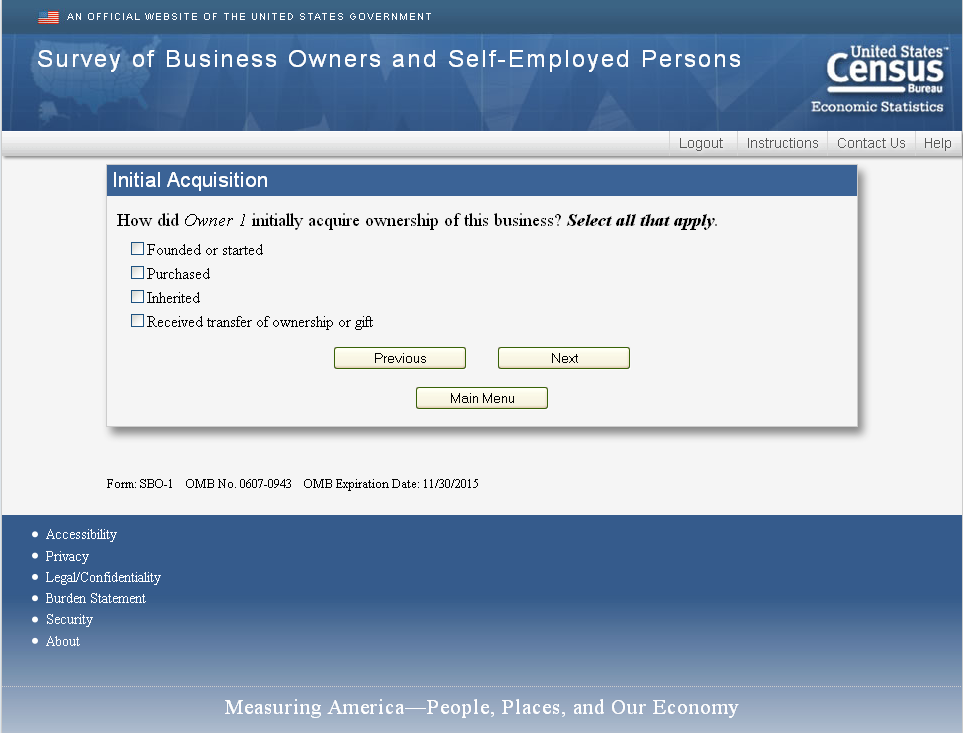 AN OFFICIAL WEBSITE OF THE UNITED STATES GOVERNMENT
Survey of Business Owners and Self-Employed Persons
United States™
Census
Bureau
Economic Statistics
Logout Instructions Contact Us Help
Initial Acquisition
How did Owner 1 initially acquire ownership of this business? Select all that apply.
Founded or started
Purchased
Inherited
Received transfer of ownership or gift
Previous Next
Main Menu
Form: SBO-1 OMB No. 0607-0943 OMB Expiration Date: 11/30/2015
Accessibility
Privacy
Legal/Confidentiality
Burden Statement
Security
About
Measuring America—People, Places, and Our Economy